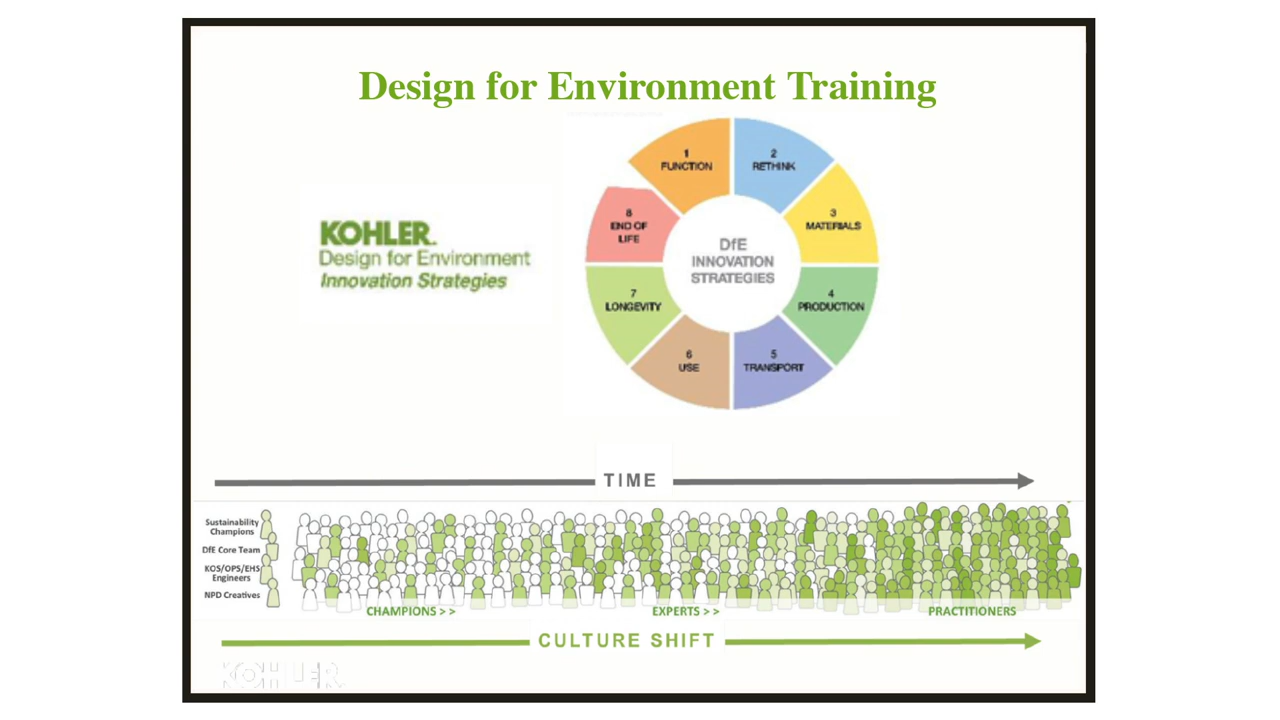 Design for Environment Training
KOHLER.
Design for Environment
Innovation Strategies
1
FUNCTION
2
RETHINK
3
MATERIALS
4
PRODUCTION
5
TRANSPORT
6
USE
7
LONGEVITY
8
END OF
LIFE
DfE
INNOVATION
STRATEGIES
TIME
Sustainability
Champions
DfE Core Team
KOS/OPS/EHS
Engineers
NPD Creatives
CHAMPIONS > >
EXPERTS > >
PRACTITIONERS
CULTURE SHIFT
KOHLER.